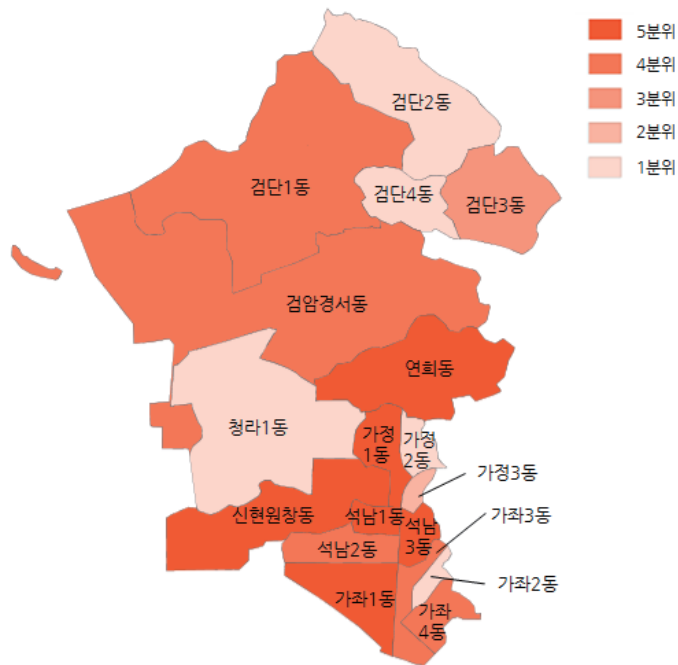 5분위
4분위
3분위
2분위
1분위
검단2동
검단1동
검단4동
검단3동
검암경서동
연희동
청라1동
가정
1동
가정
2동
가정3동
신현원창동
석남1동
석남
3동
가좌3동
석남2동
가좌2동
가좌1동
가좌
4동